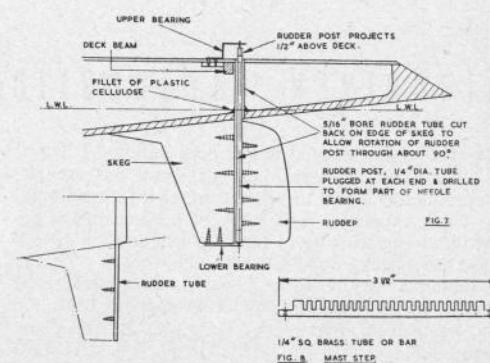 UPPER BEARING
DECK BEAM
FILLET OF PLASTIC
CELLULOSE
L.W.L.
RUDDER POST PROJECTS
1/2" ABOVE DECK.
L.W.L.
5/16" BORE RUDDER TUBE CUT
BACK ON EDGE OF SKEG TO
ALLOW ROTATION OF RUDDER
POST THROUGH ABOUT 90°
SKEG
RUDDER POST, 1/4" DIA. TUBE
PLUGGED AT EACH END & DRILLED
TO FORM PART OF NEEDLE
BEARING.
RUDDER
FIG.7.
LOWER BEARING
RUDDER TUBE
3 1/2"
1/4" SQ. BRASS TUBE OR BAR
FIG. 8. MAST STEP